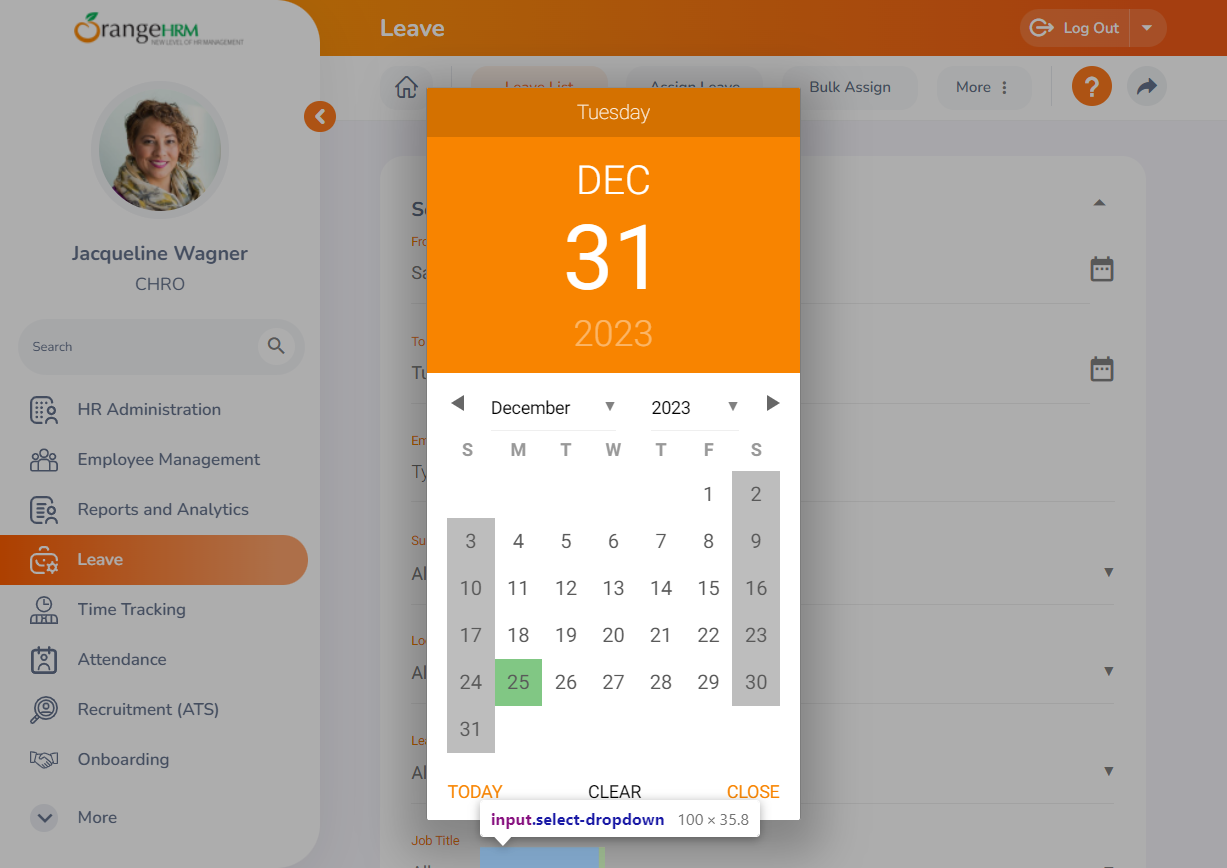 OrangeHRM
NEW LEVEL OF HR MANAGEMENT
Jacqueline Wagner
CHRO
Search
HR Administration
Employee Management
Reports and Analytics
Leave
Time Tracking
Attendance
Recruitment (ATS)
Onboarding
More
Leave
Log Out
Leave List
Assign Leave
Bulk Assign
More
?
Tuesday
DEC
31
2023
December 2023
S M T W T F S
1 2
3 4 5 6 7 8 9
10 11 12 13 14 15 16
17 18 19 20 21 22 23
24 25 26 27 28 29 30
31
TODAY CLEAR CLOSE
input.select-dropdown 100 × 35.8
To
Job Title